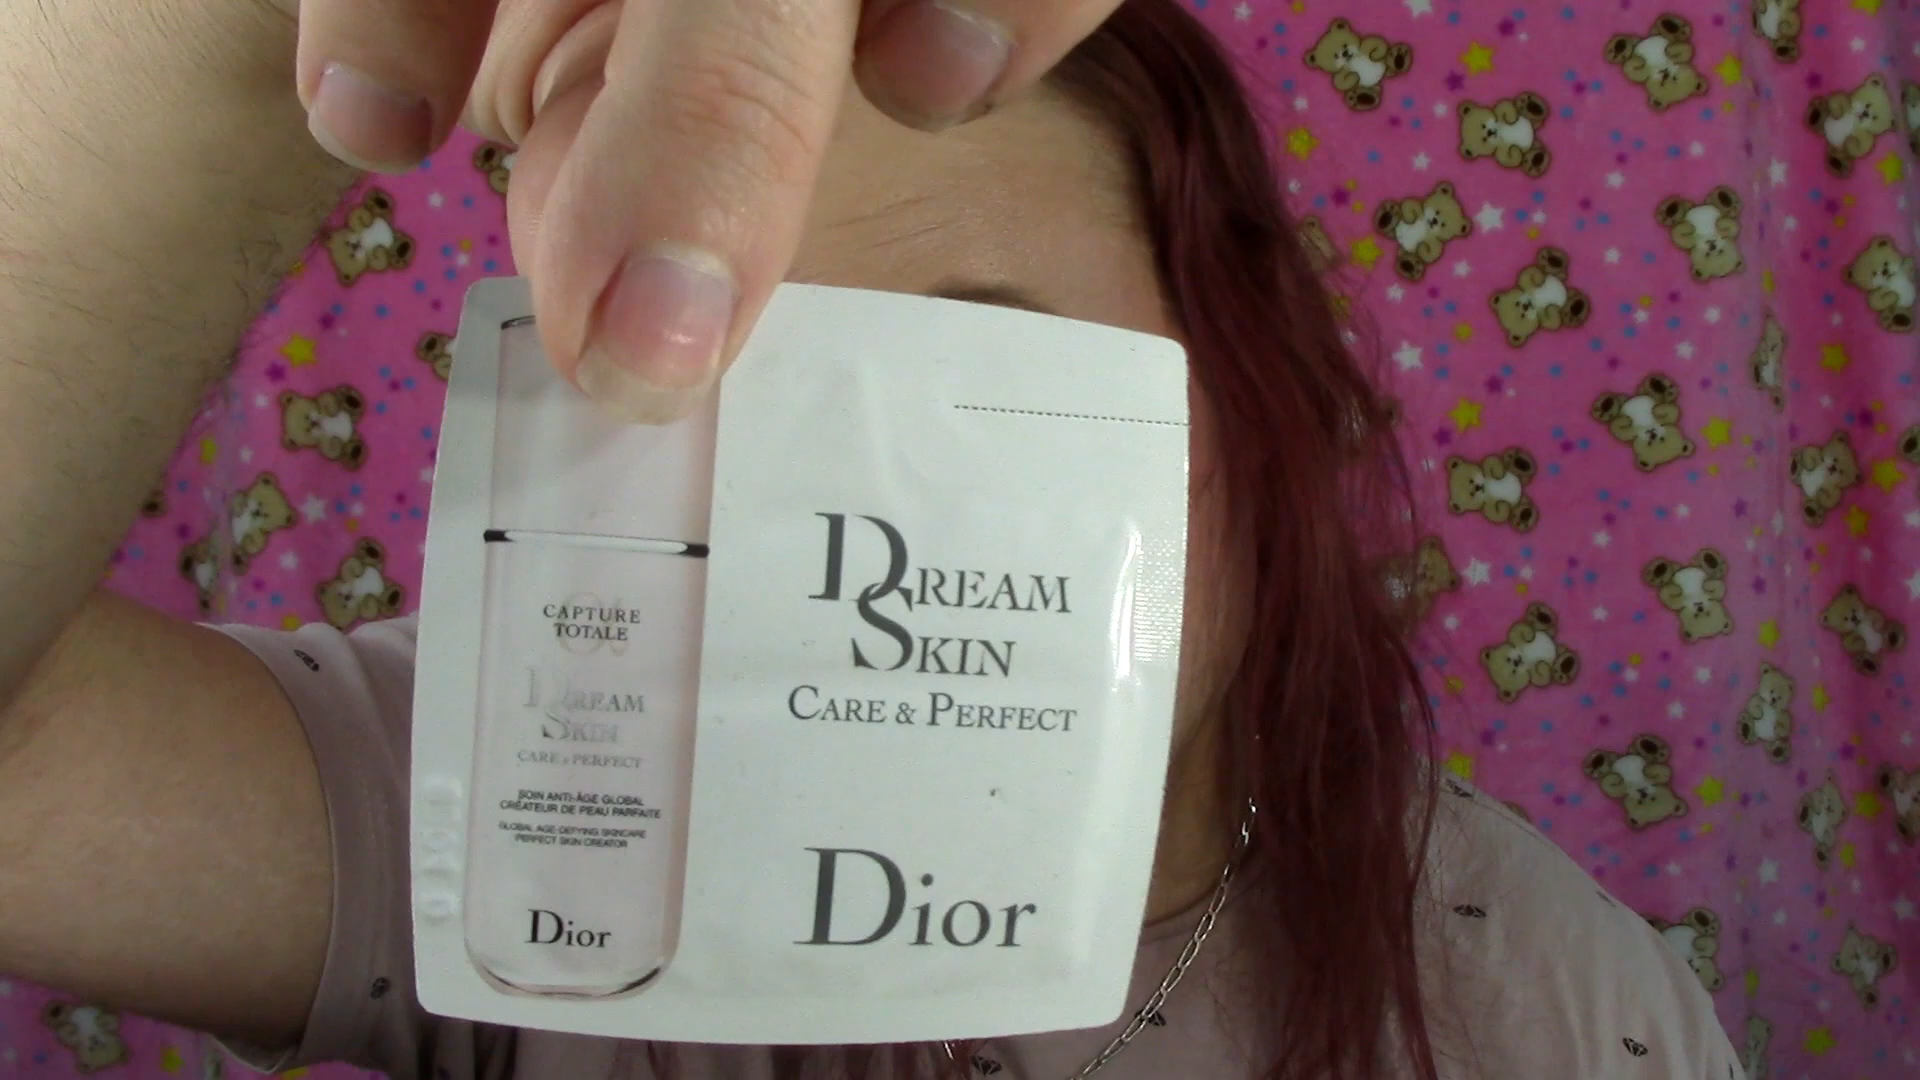 CAPTURE
TOTALE
DREAM
SKIN
CARE & PERFECT
SOIN ANTI-ÂGE GLOBAL
CRÉATEUR DE PEAU PARFAITE
GLOBAL AGE-DEFYING SKINCARE
PERFECT SKIN CREATOR
Dior
DREAM
SKIN
CARE & PERFECT
Dior